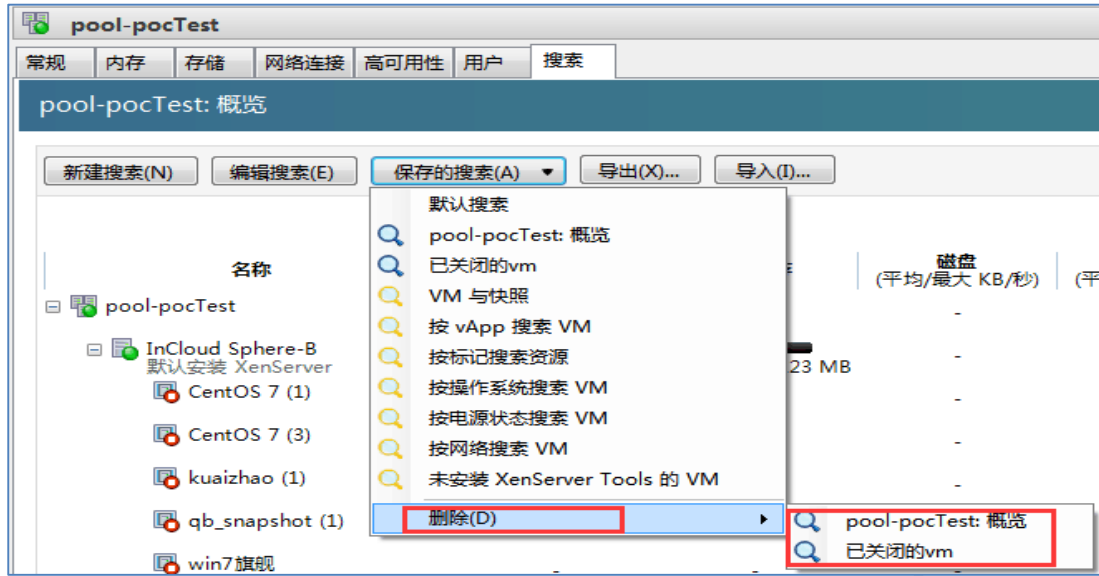 pool-pocTest
常规 内存 存储 网络连接 高可用性 用户 搜索
pool-pocTest: 概览
新建搜索(N) 编辑搜索(E) 保存的搜索(A) 导出(X)... 导入(I)...
默认搜索
pool-pocTest: 概览
已关闭的vm
VM 与快照
按 vApp 搜索 VM
按标记搜索资源
按操作系统搜索 VM
按电源状态搜索 VM
按网络搜索 VM
未安装 XenServer Tools 的 VM
删除(D)
pool-pocTest: 概览
已关闭的vm
名称
磁盘
(平均/最大 KB/秒) (平
pool-pocTest -
InCloud Sphere-B -
默认安装 XenServer 23 MB
CentOS 7 (1) -
CentOS 7 (3) -
kuaizhao (1) -
qb_snapshot (1)
win7旗舰 - - -